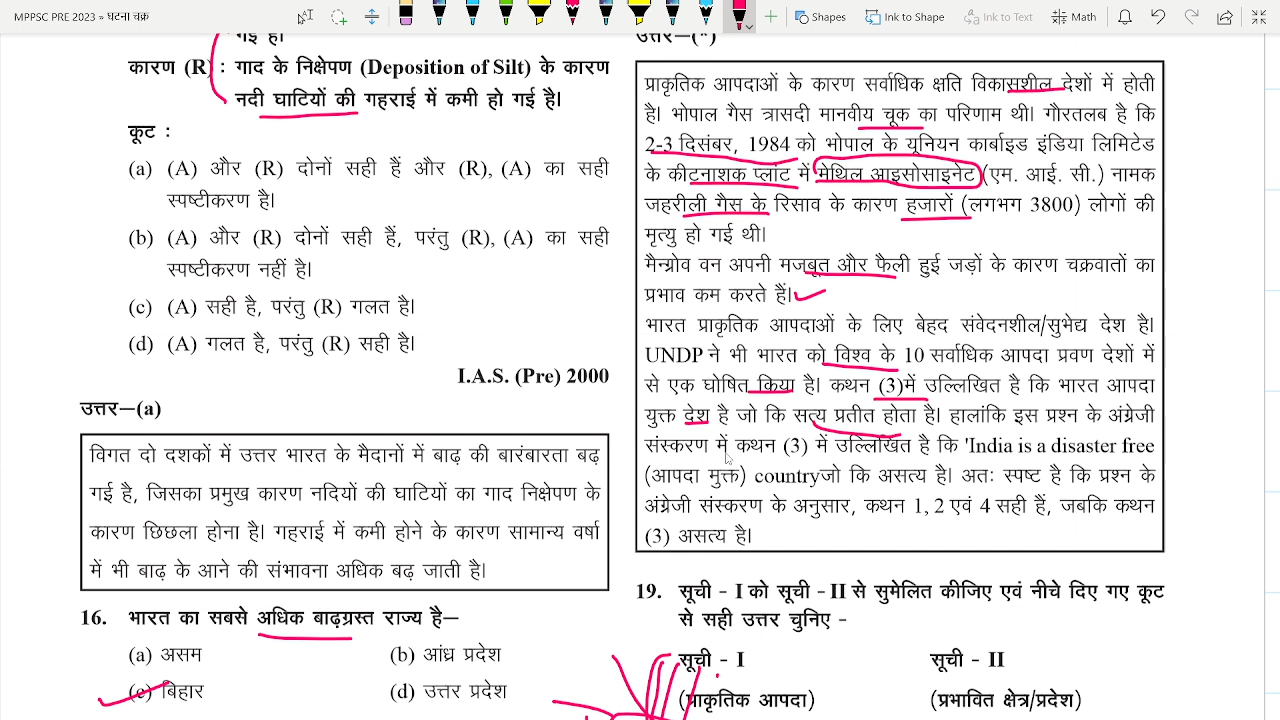 MPPSC PRE 2023 » घटना चक्र
Shapes
Ink to Shape
Ink to Text
Math
गई है।
कारण (R) : गाद के निक्षेपण (Deposition of Silt) के कारण
नदी घाटियों की गहराई में कमी हो गई है।
कूट :
(a) (A) और (R) दोनों सही हैं और (R), (A) का सही
स्पष्टीकरण है।
(b) (A) और (R) दोनों सही हैं, परंतु (R), (A) का सही
स्पष्टीकरण नहीं है।
(c) (A) सही है, परंतु (R) गलत है।
(d) (A) गलत है, परंतु (R) सही है।
I.A.S. (Pre) 2000
उत्तर—(a)
विगत दो दशकों में उत्तर भारत के मैदानों में बाढ़ की बारंबारता बढ़
गई है, जिसका प्रमुख कारण नदियों की घाटियों का गाद निक्षेपण के
कारण छिछला होना है। गहराई में कमी होने के कारण सामान्य वर्षा
में भी बाढ़ के आने की संभावना अधिक बढ़ जाती है।
16. भारत का सबसे अधिक बाढ़ग्रस्त राज्य है—
(a) असम
(b) आंध्र प्रदेश
(c) बिहार
(d) उत्तर प्रदेश
उत्तर—(*)
प्राकृतिक आपदाओं के कारण सर्वाधिक क्षति विकासशील देशों में होती
है। भोपाल गैस त्रासदी मानवीय चूक का परिणाम थी। गौरतलब है कि
2-3 दिसंबर, 1984 को भोपाल के यूनियन कार्बाइड इंडिया लिमिटेड
के कीटनाशक प्लांट में मेथिल आइसोसाइनेट (एम. आई. सी.) नामक
जहरीली गैस के रिसाव के कारण हजारों (लगभग 3800) लोगों की
मृत्यु हो गई थी।
मैन्ग्रोव वन अपनी मजबूत और फैली हुई जड़ों के कारण चक्रवातों का
प्रभाव कम करते हैं।
भारत प्राकृतिक आपदाओं के लिए बेहद संवेदनशील/सुभेद्य देश है।
UNDP ने भी भारत को विश्व के 10 सर्वाधिक आपदा प्रवण देशों में
से एक घोषित किया है। कथन (3)में उल्लिखित है कि भारत आपदा
युक्त देश है जो कि सत्य प्रतीत होता है। हालांकि इस प्रश्न के अंग्रेजी
संस्करण में कथन (3) में उल्लिखित है कि 'India is a disaster free
(आपदा मुक्त) countryजो कि असत्य है। अतः स्पष्ट है कि प्रश्न के
अंग्रेजी संस्करण के अनुसार, कथन 1, 2 एवं 4 सही हैं, जबकि कथन
(3) असत्य है।
19. सूची - I को सूची - II से सुमेलित कीजिए एवं नीचे दिए गए कूट
से सही उत्तर चुनिए -
सूची - I
सूची - II
(प्राकृतिक आपदा)
(प्रभावित क्षेत्र/प्रदेश)